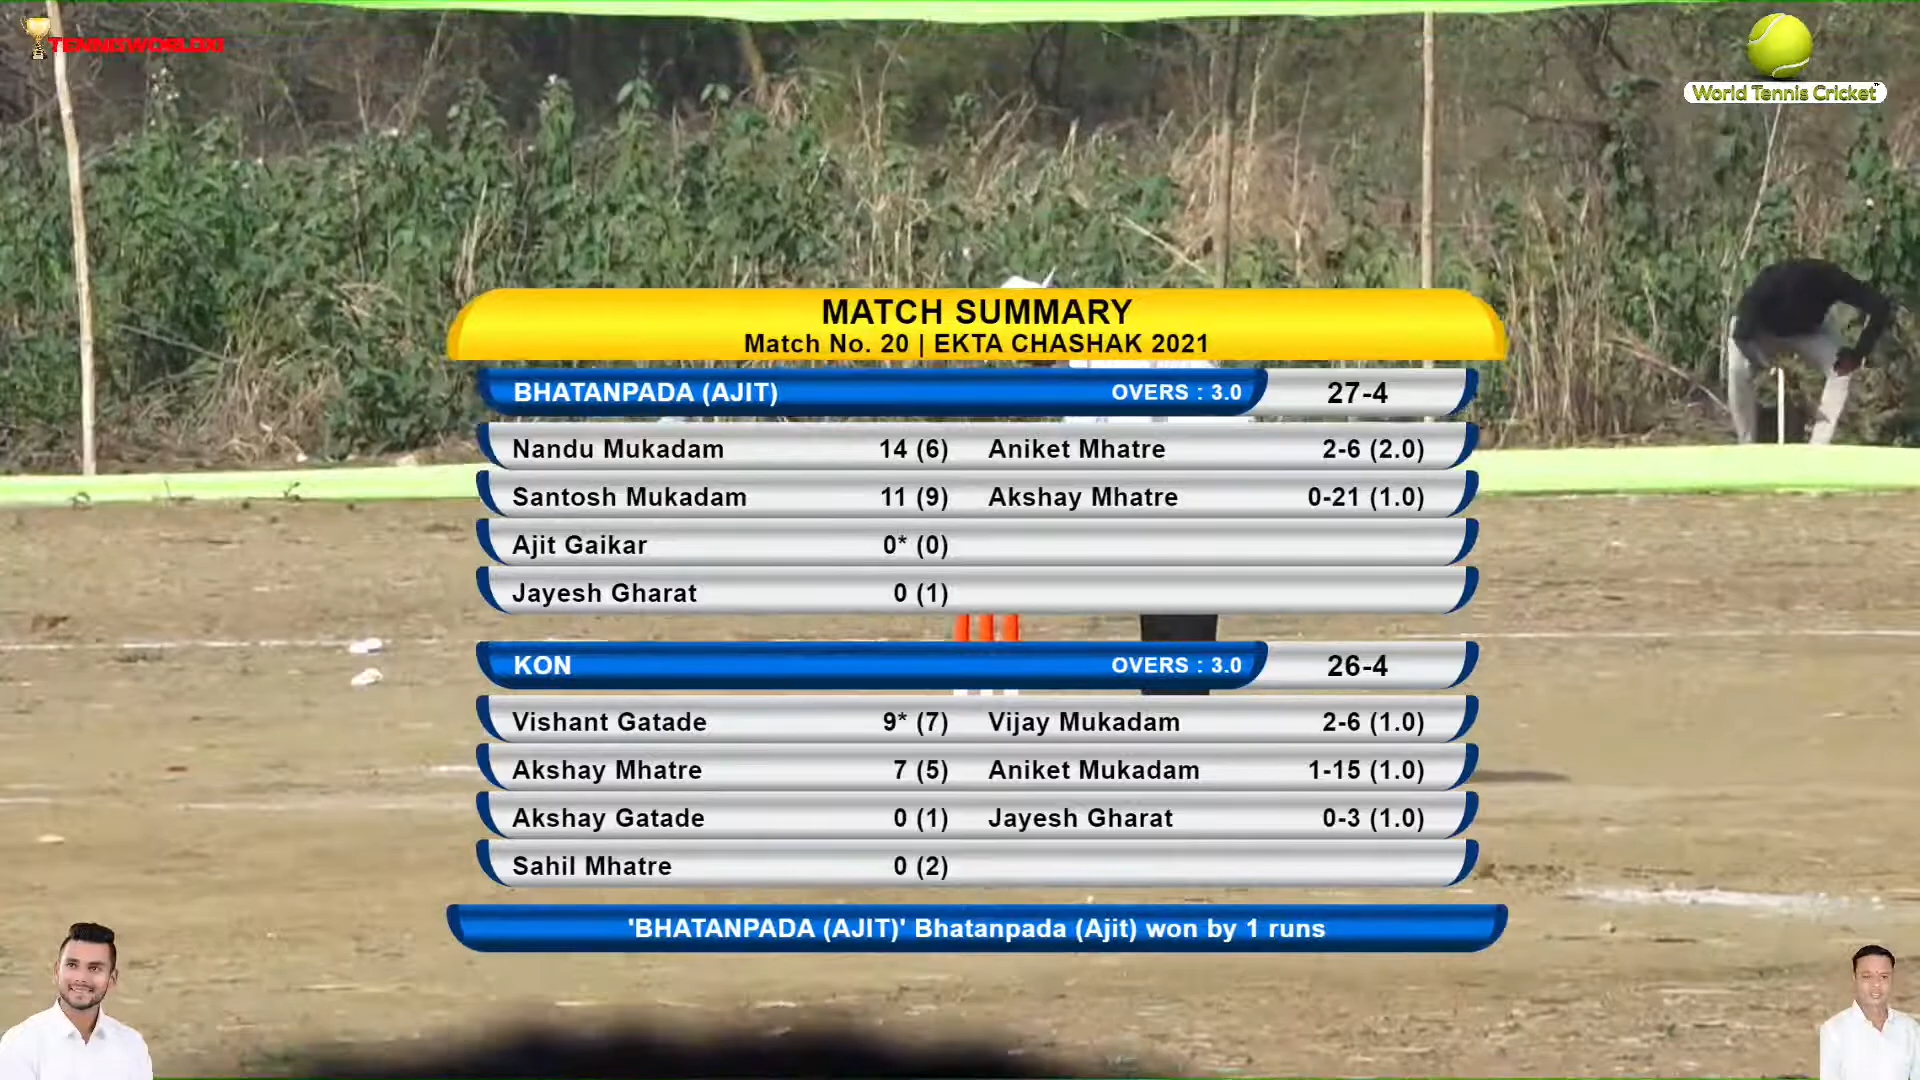 TENNISWORLDXI
World Tennis Cricket
MATCH SUMMARY
Match No. 20 | EKTA CHASHAK 2021
BHATANPADA (AJIT) OVERS : 3.0 27-4
Nandu Mukadam 14 (6) Aniket Mhatre 2-6 (2.0)
Santosh Mukadam 11 (9) Akshay Mhatre 0-21 (1.0)
Ajit Gaikar 0* (0)
Jayesh Gharat 0 (1)
KON OVERS : 3.0 26-4
Vishant Gatade 9* (7) Vijay Mukadam 2-6 (1.0)
Akshay Mhatre 7 (5) Aniket Mukadam 1-15 (1.0)
Akshay Gatade 0 (1) Jayesh Gharat 0-3 (1.0)
Sahil Mhatre 0 (2)
'BHATANPADA (AJIT)' Bhatanpada (Ajit) won by 1 runs